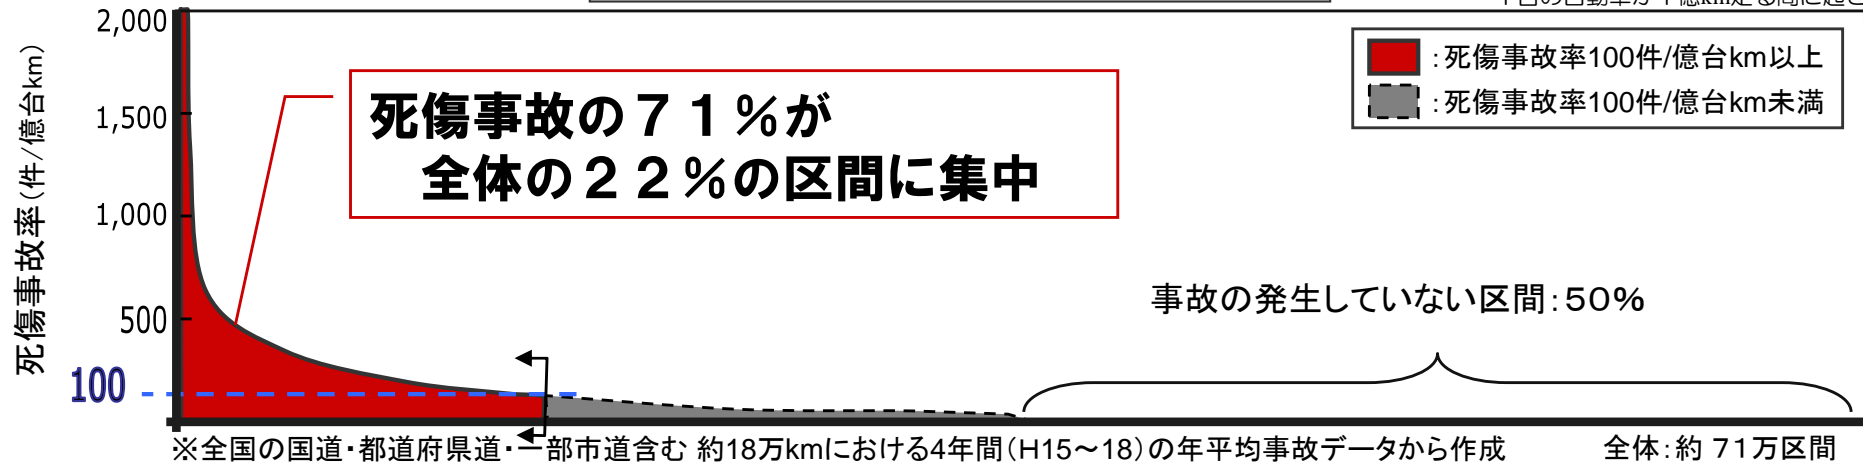 2,000
1,500
1,000
500
100
死傷事故率(件/億台km)
:死傷事故率100件/億台km以上
:死傷事故率100件/億台km未満
死傷事故の71%が
全体の22%の区間に集中
事故の発生していない区間:50%
※全国の国道・都道府県道・一部市道含む 約18万kmにおける4年間(H15~18)の年平均事故データから作成
全体:約 71万区間